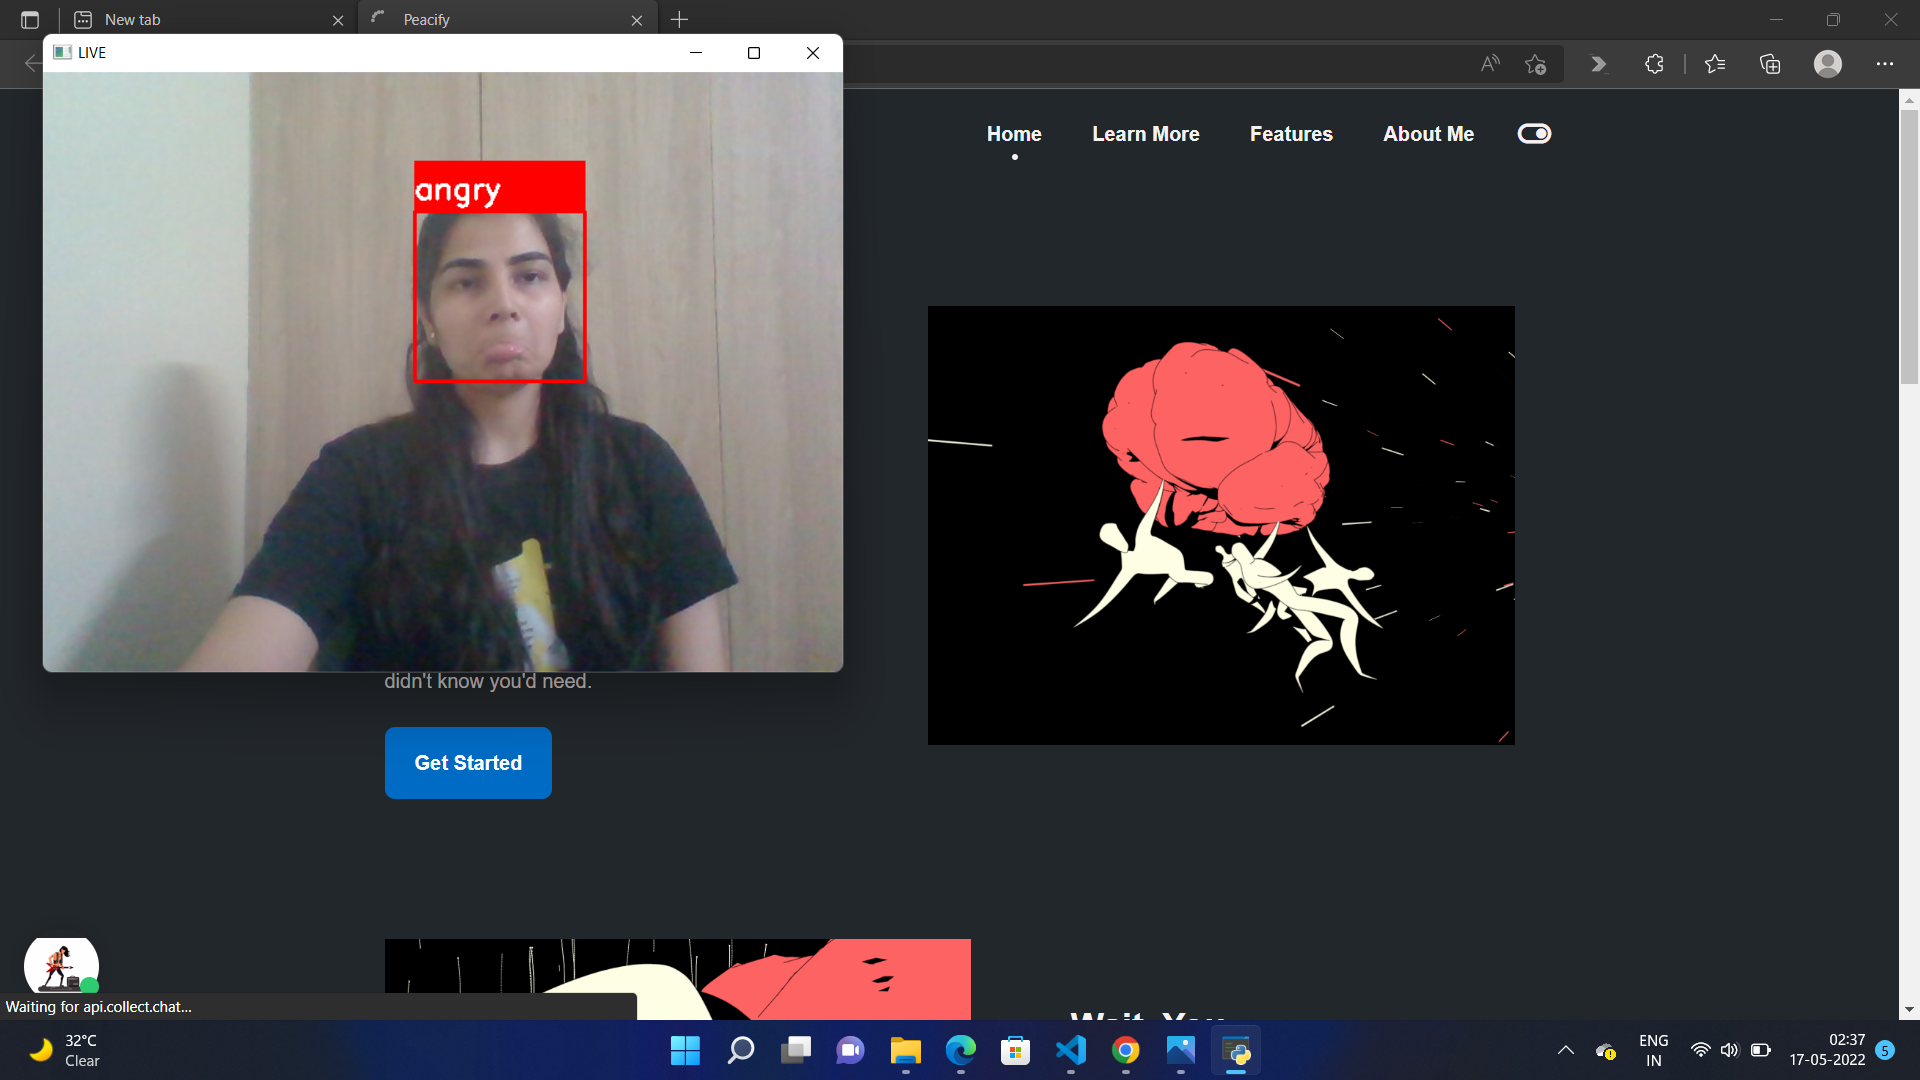 New tab
Peacify
LIVE
Home
Learn More
Features
About Me
angry
didn't know you'd need.
Get Started
Waiting for api.collect.chat...
32°C
Clear
ENG
IN
02:37
17-05-2022
5